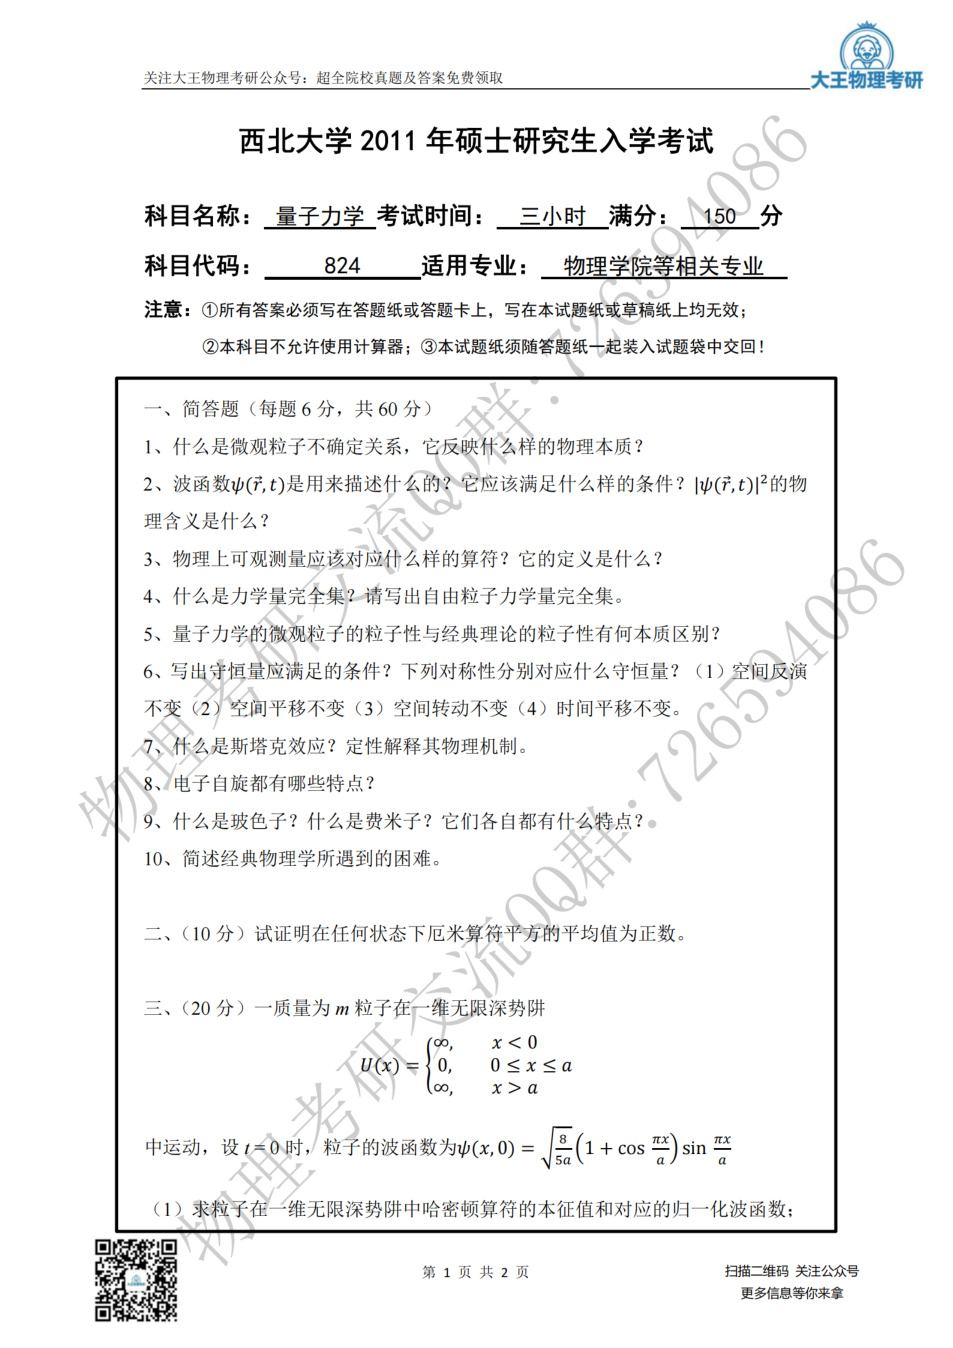 关注大王物理考研公众号：超全院校真题及答案免费领取
大王物理考研
西北大学 2011 年硕士研究生入学考试
科目名称： 量子力学 考试时间： 三小时 满分： 150 分
科目代码： 824 适用专业： 物理学院等相关专业
注意：①所有答案必须写在答题纸或答题卡上，写在本试题纸或草稿纸上均无效；
②本科目不允许使用计算器；③本试题纸须随答题纸一起装入试题袋中交回！
一、简答题（每题 6 分，共 60 分）
1、什么是微观粒子不确定关系，它反映什么样的物理本质？
2、波函数ψ(r⃗,t)是用来描述什么的？它应该满足什么样的条件？|ψ(r⃗,t)|²的物
理含义是什么？
3、物理上可观测量应该对应什么样的算符？它的定义是什么？
4、什么是力学量完全集？请写出自由粒子力学量完全集。
5、量子力学的微观粒子的粒子性与经典理论的粒子性有何本质区别？
6、写出守恒量应满足的条件？下列对称性分别对应什么守恒量？（1）空间反演
不变（2）空间平移不变（3）空间转动不变（4）时间平移不变。
7、什么是斯塔克效应？定性解释其物理机制。
8、电子自旋都有哪些特点？
9、什么是玻色子？什么是费米子？它们各自都有什么特点？
10、简述经典物理学所遇到的困难。
二、（10 分）试证明在任何状态下厄米算符平方的平均值为正数。
三、（20 分）一质量为 m 粒子在一维无限深势阱
U(x) = { ∞, x < 0
0, 0 ≤ x ≤ a
∞, x > a
中运动，设 t = 0 时，粒子的波函数为ψ(x,0) = √(8/5a) (1 + cos πx/a) sin πx/a
（1）求粒子在一维无限深势阱中哈密顿算符的本征值和对应的归一化波函数；
物理考研交流QQ群：726594086
物理考研交流QQ群：726594086
大王物理考研
第 1 页 共 2 页
扫描二维码 关注公众号
更多信息等你来拿